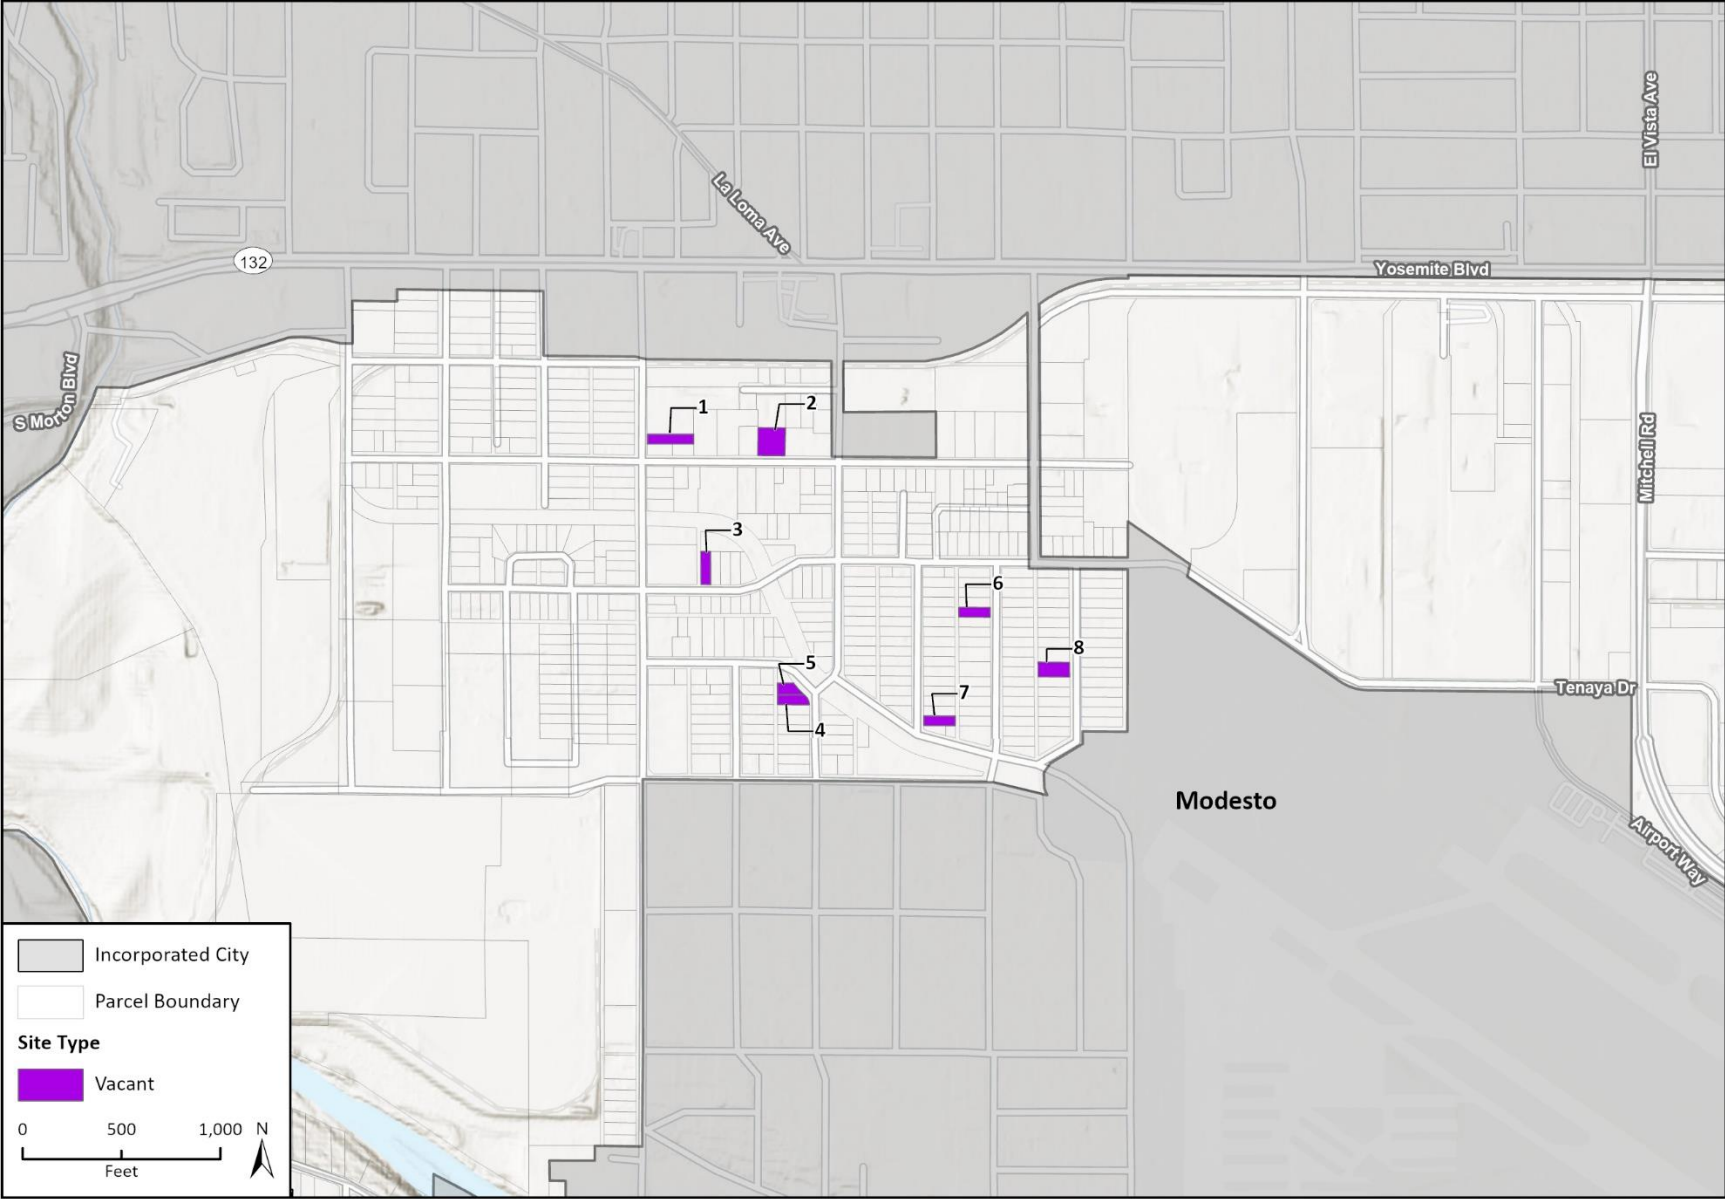 El Vista Ave
La Loma Ave
132
Yosemite Blvd
S Morton Blvd
1
2
Mitchell Rd
3
6
8
5
7
Tenaya Dr
4
Modesto
Airport Way
Incorporated City
Parcel Boundary
Site Type
Vacant
0 500 1,000 N
Feet